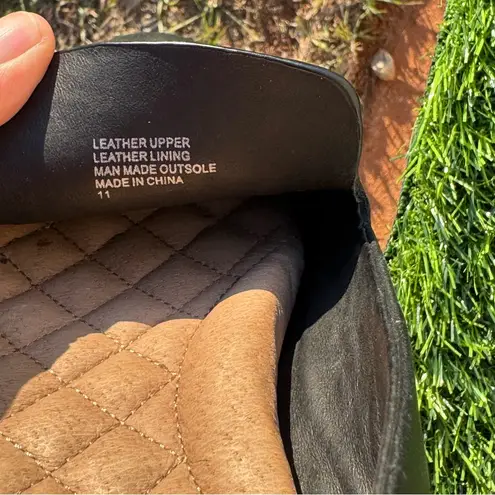 LEATHER UPPER
LEATHER LINING
MAN MADE OUTSOLE
MADE IN CHINA
11